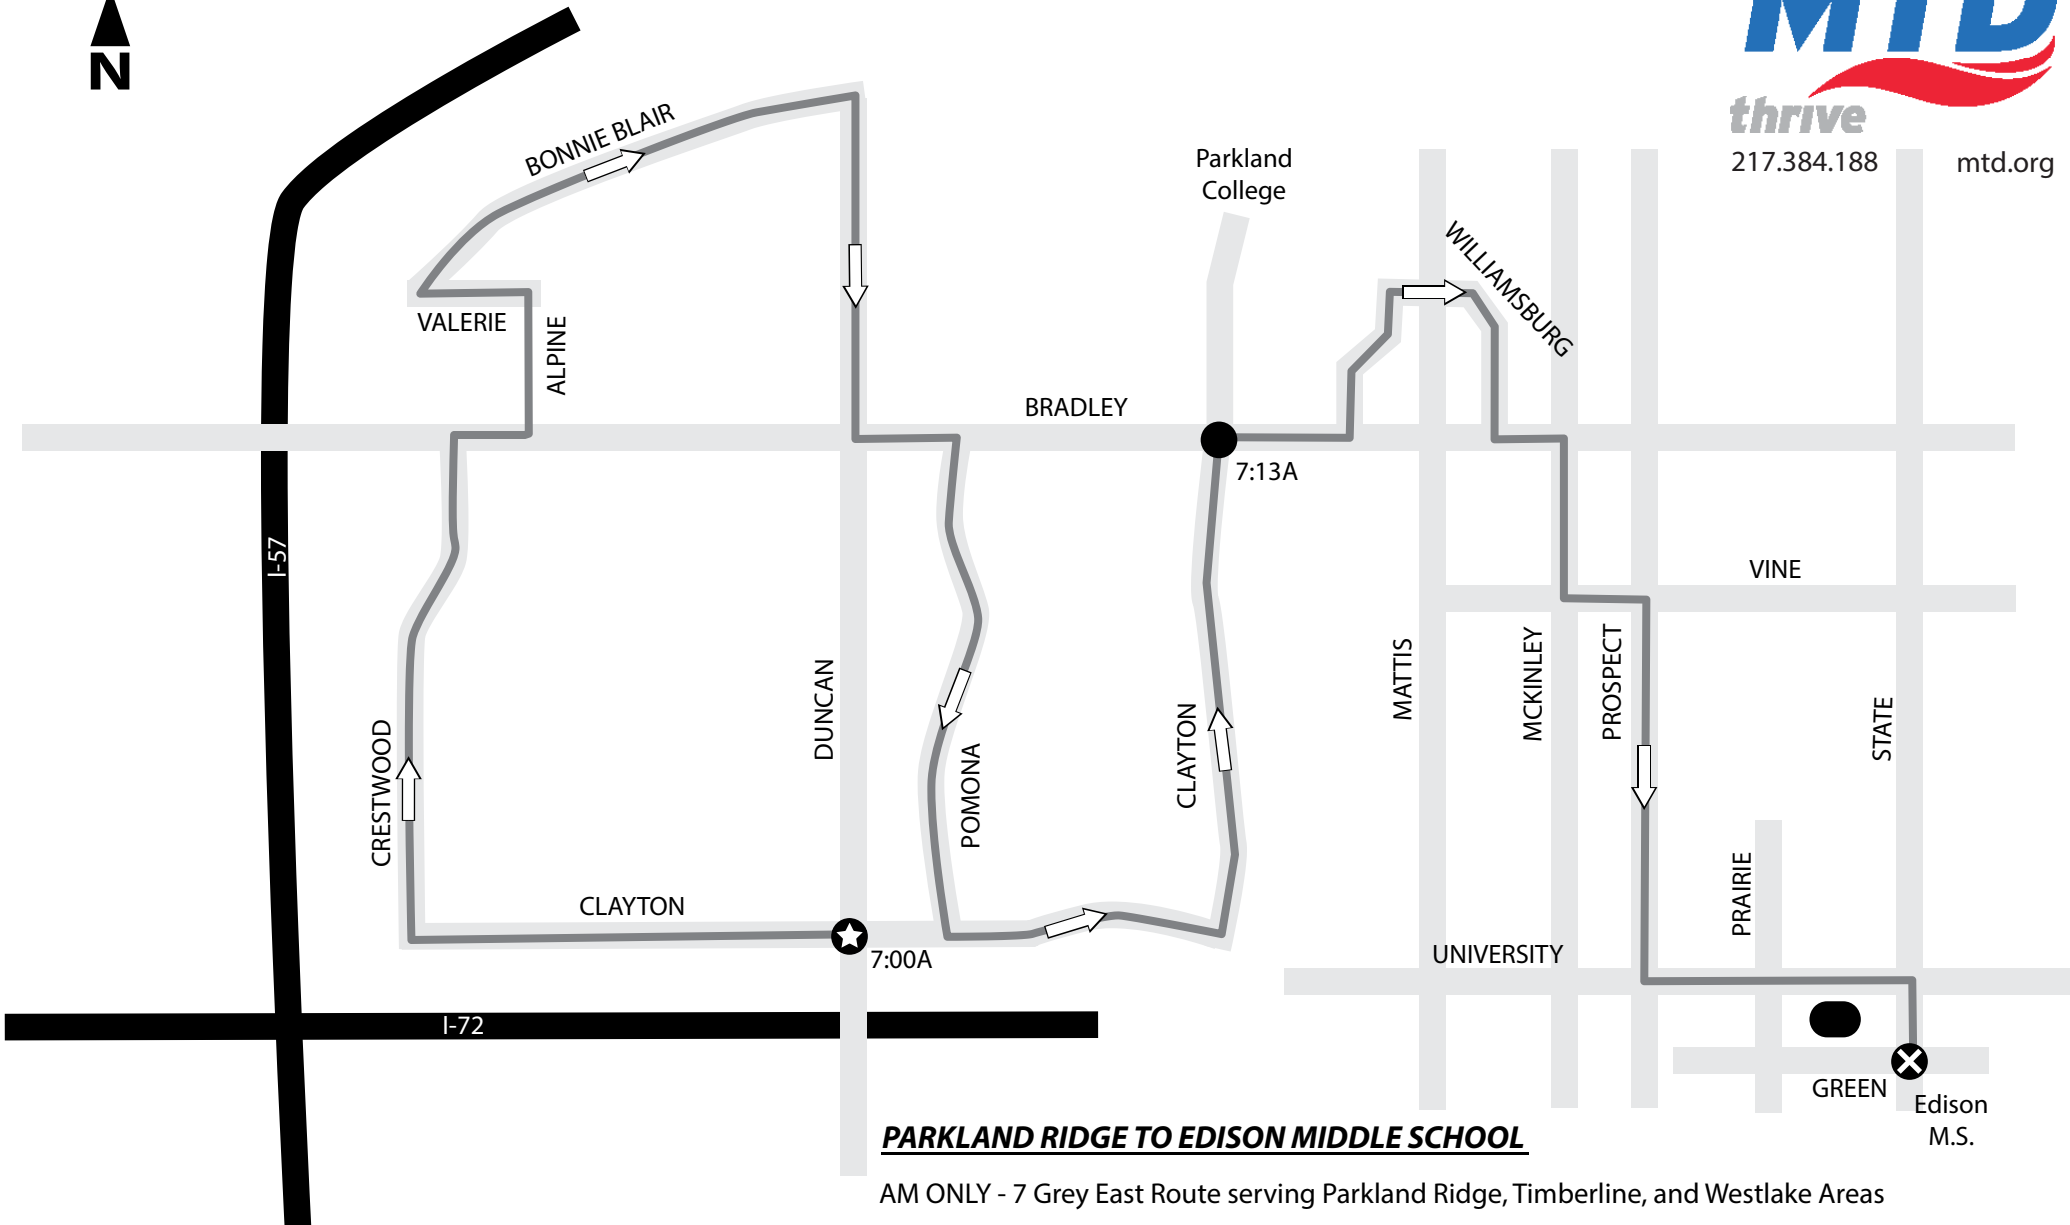 N
MTD
thrive
217.384.188
mtd.org
BONNIE BLAIR
Parkland
College
WILLIAMSBURG
VALERIE
ALPINE
BRADLEY
7:13A
I-57
VINE
DUNCAN
MATTIS
MCKINLEY
PROSPECT
STATE
CRESTWOOD
POMONA
CLAYTON
PRAIRIE
CLAYTON
7:00A
UNIVERSITY
I-72
GREEN
Edison
M.S.
PARKLAND RIDGE TO EDISON MIDDLE SCHOOL
AM ONLY - 7 Grey East Route serving Parkland Ridge, Timberline, and Westlake Areas